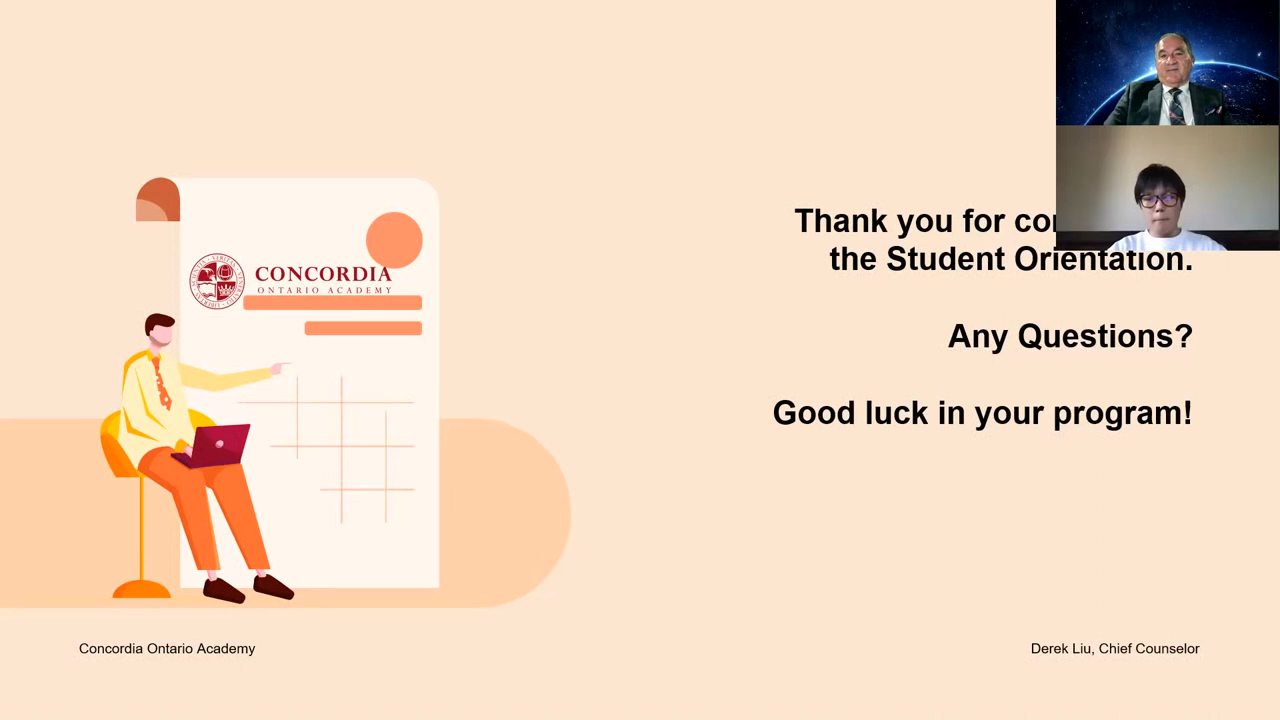 CONCORDIA
ONTARIO ACADEMY
Thank you for
the Student Orientation.
Any Questions?
Good luck in your program!
Concordia Ontario Academy
Derek Liu, Chief Counselor